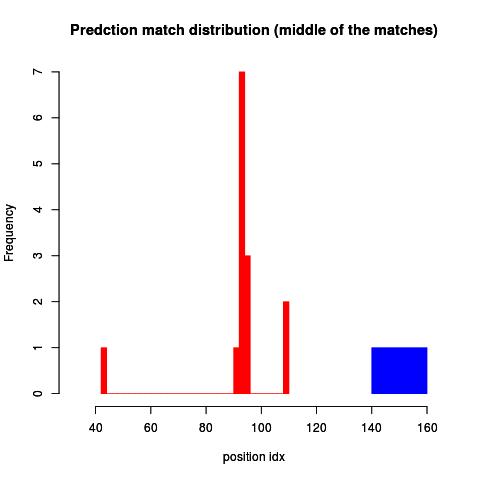 Predction match distribution (middle of the matches)
Frequency
7
6
5
4
3
2
1
0
40 60 80 100 120 140 160
position idx